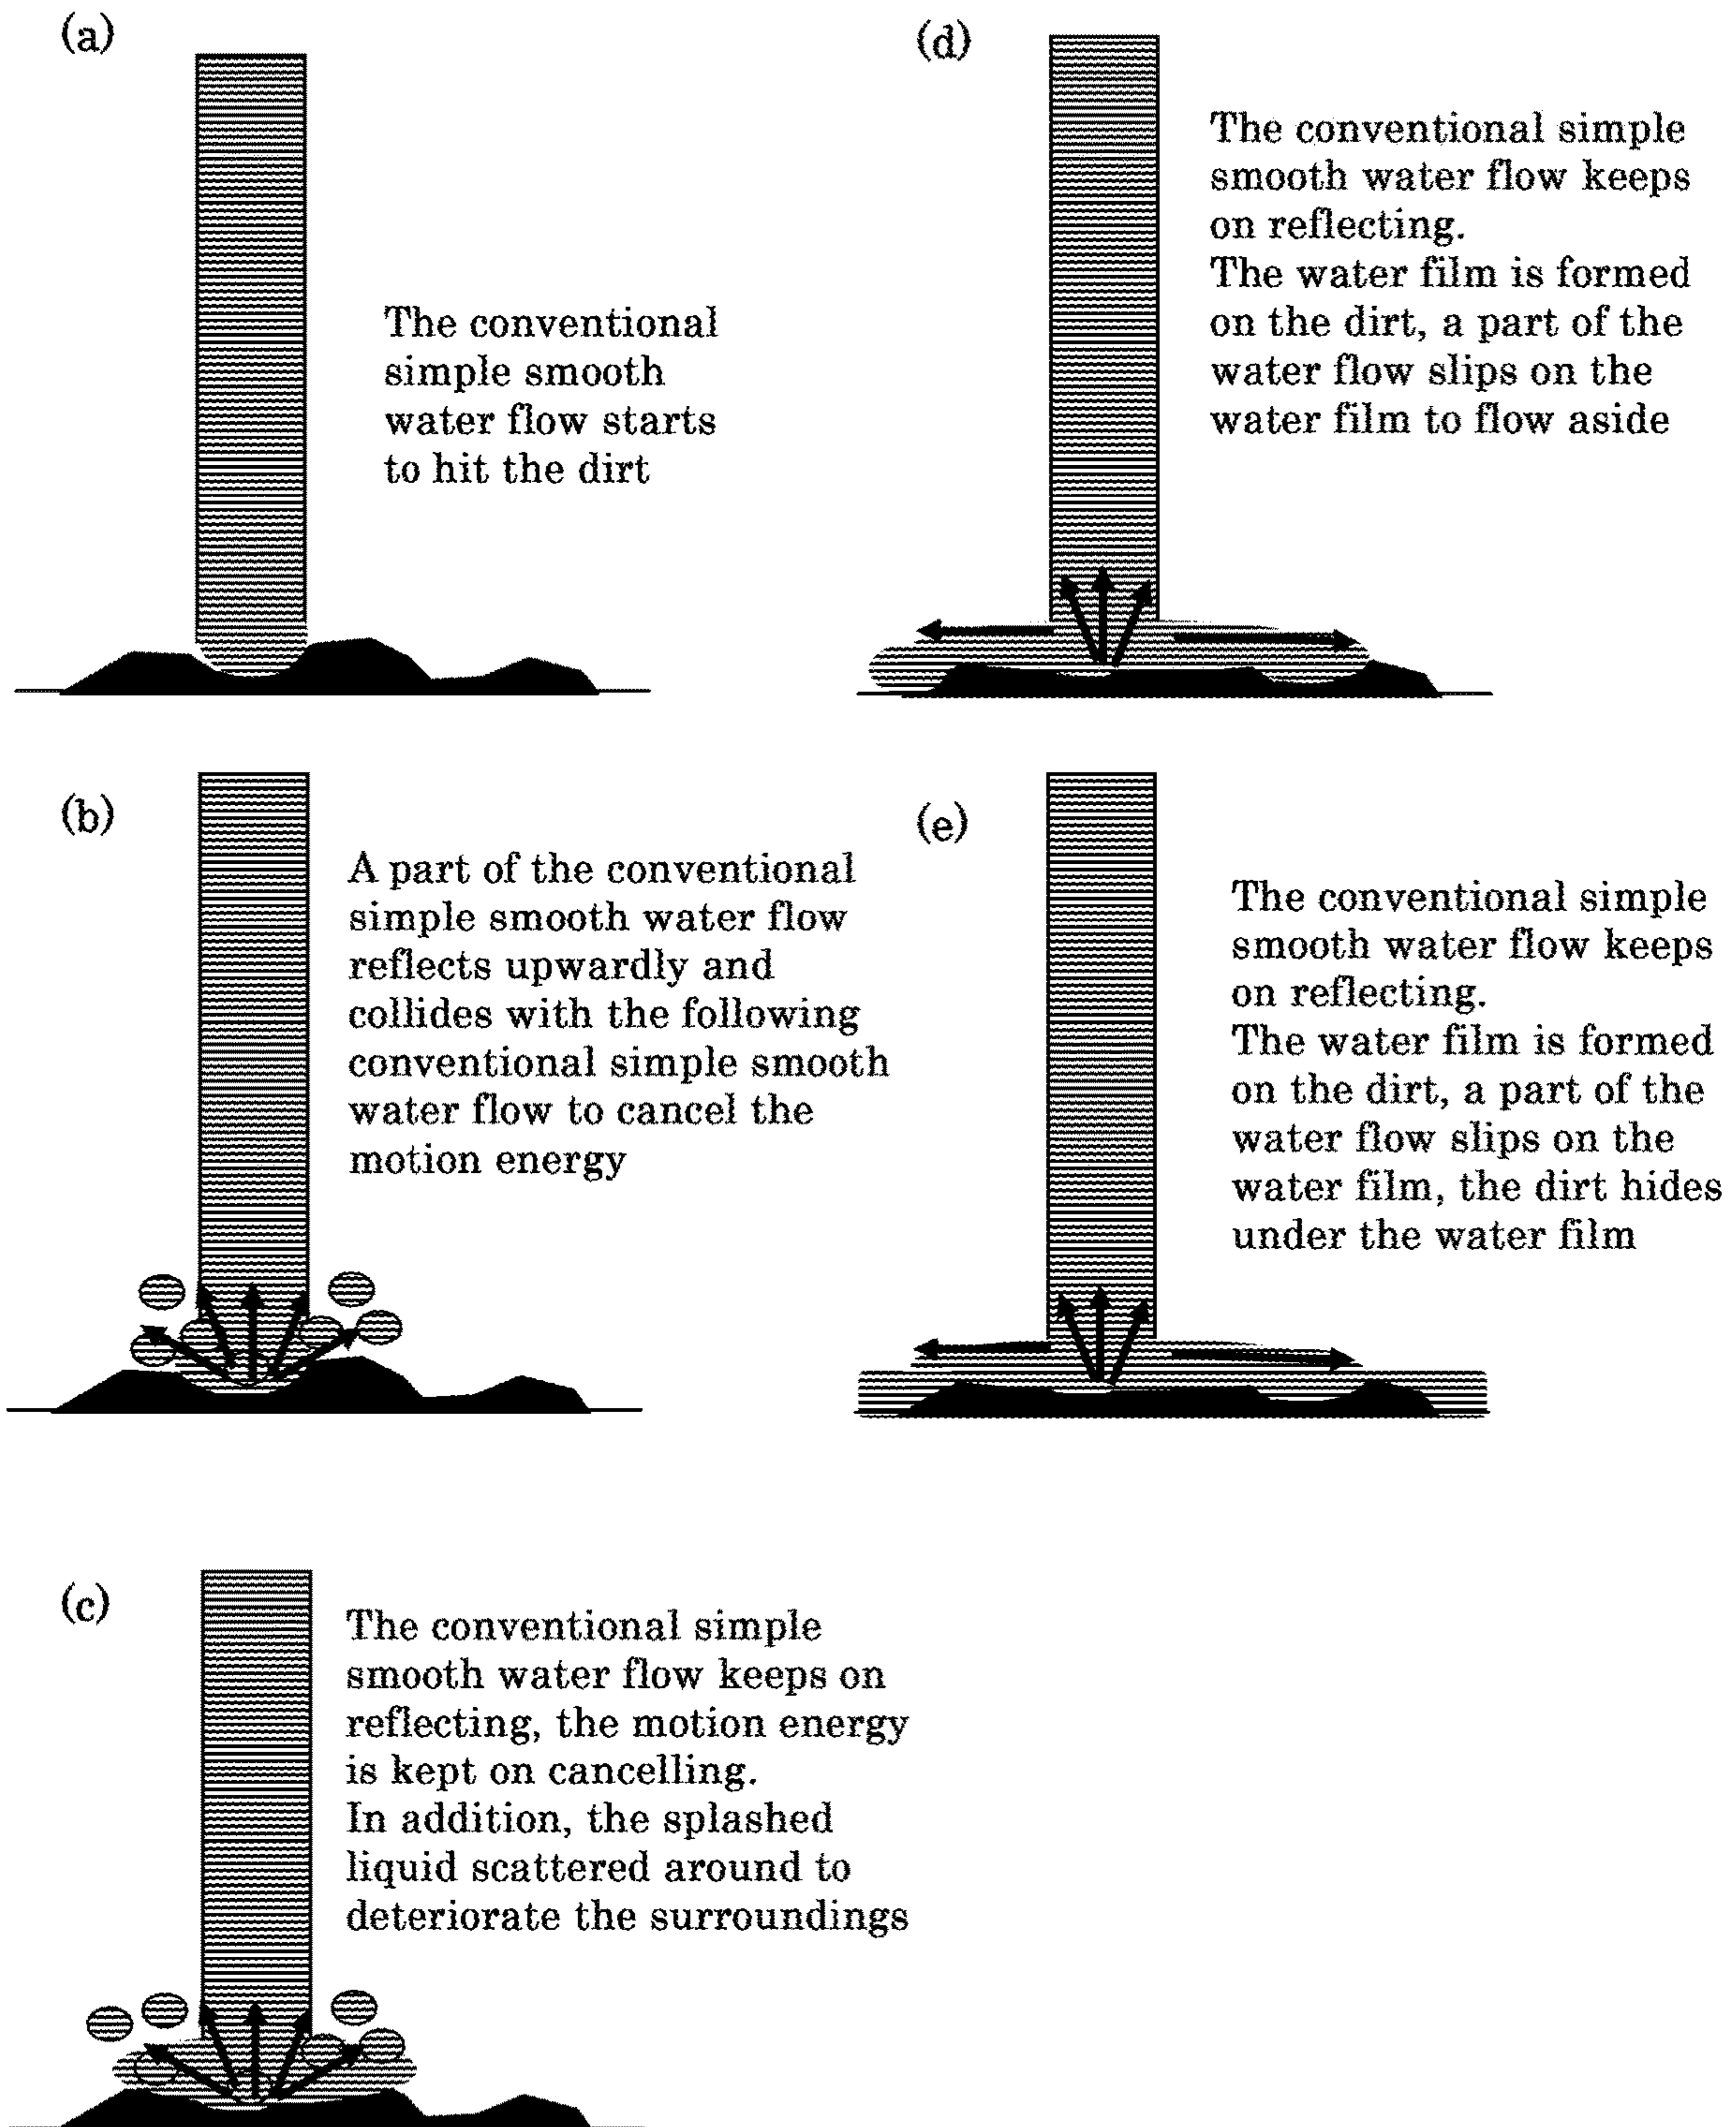 (a)
The conventional
simple smooth
water flow starts
to hit the dirt
(b)
A part of the conventional
simple smooth water flow
reflects upwardly and
collides with the following
conventional simple smooth
water flow to cancel the
motion energy
(c)
The conventional simple
smooth water flow keeps on
reflecting, the motion energy
is kept on cancelling.
In addition, the splashed
liquid scattered around to
deteriorate the surroundings
(d)
The conventional simple
smooth water flow keeps
on reflecting.
The water film is formed
on the dirt, a part of the
water flow slips on the
water film to flow aside
(e)
The conventional simple
smooth water flow keeps
on reflecting.
The water film is formed
on the dirt, a part of the
water flow slips on the
water film, the dirt hides
under the water film